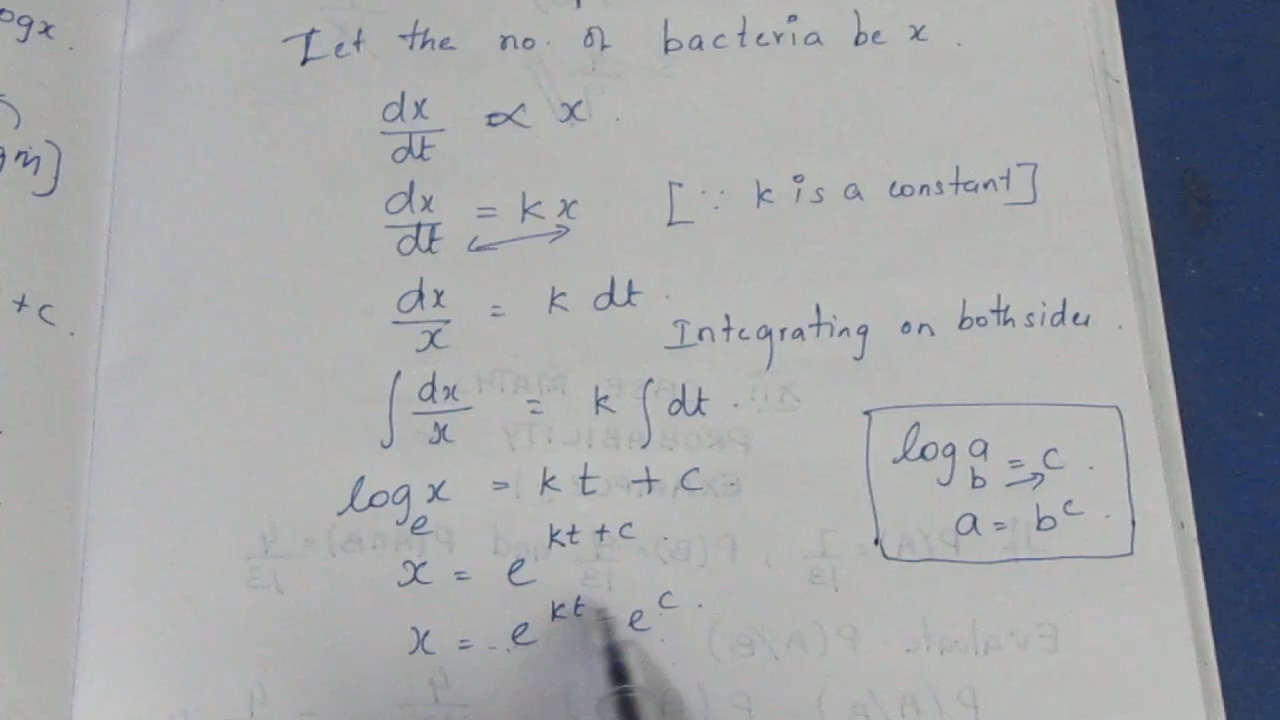 Let the no. of bacteria be x.
dx/dt ∝ x.
dx/dt = kx [∵ k is a constant]
dx/x = k dt.
Integrating on bothsides.
∫ dx/x = k ∫ dt.
log_e x = kt + c.
x = e^(kt+c).
x = e^(kt) · e^c.
log_b a = c.
a = b^c.
ogx.
+c.